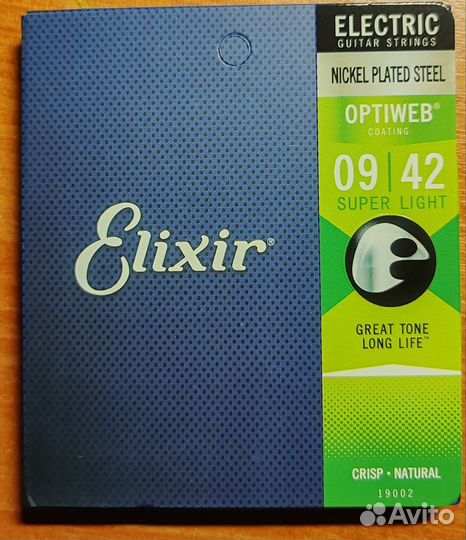 ELECTRIC
GUITAR STRINGS
NICKEL PLATED STEEL
OPTIWEB®
COATING
09 | 42
SUPER LIGHT
Elixir®
GREAT TONE
LONG LIFE™
CRISP • NATURAL
19002
Avito